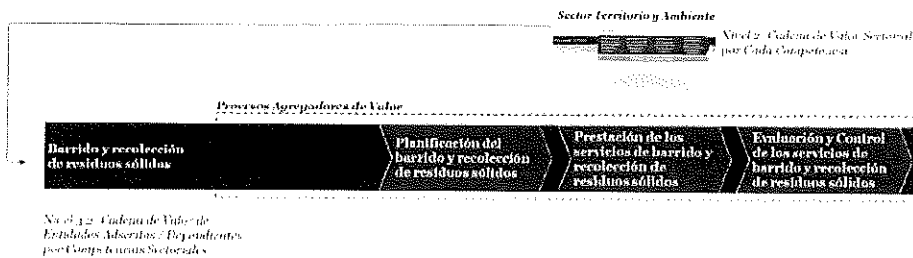 Sector Territorio y Ambiente
Nivel 2. Cadena de Valor Sectorial
por Cada Competencia
Procesos Agregadores de Valor
Barrido y recolección
de residuos sólidos
Planificación del
barrido y recolección
de residuos sólidos
Prestación de los
servicios de barrido y
recolección de
residuos sólidos
Evaluación y Control
de los servicios de
barrido y recolección
de residuos sólidos
Nivel 3.2. Cadena de Valor de
Entidades Adscritas / Dependientes
por Competencias Sectoriales